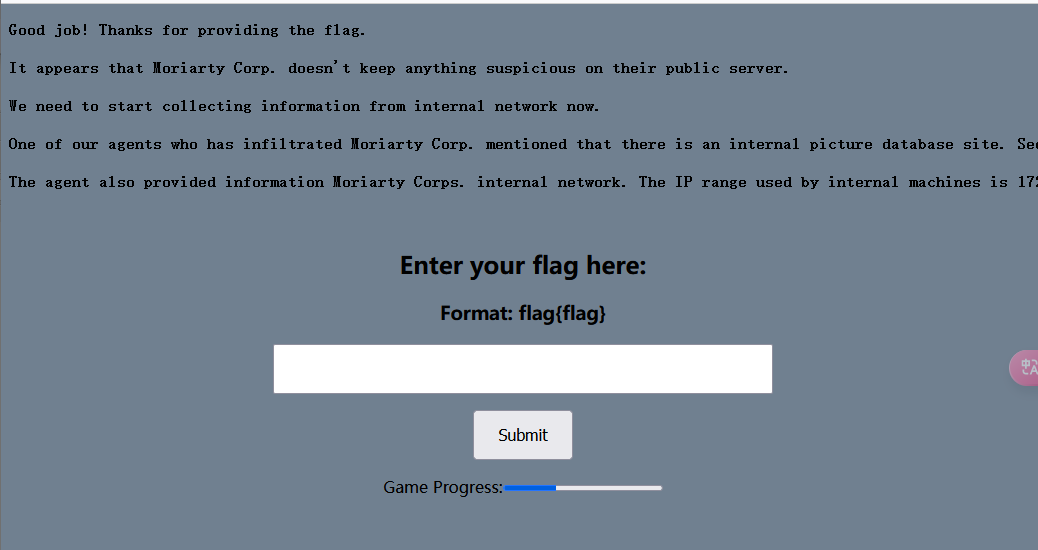 Good job! Thanks for providing the flag.
It appears that Moriarty Corp. doesn't keep anything suspicious on their public server.
We need to start collecting information from internal network now.
One of our agents who has infiltrated Moriarty Corp. mentioned that there is an internal picture database site.
The agent also provided information Moriarty Corps. internal network. The IP range used by internal machines is
Enter your flag here:
Format: flag{flag}
Submit
Game Progress: